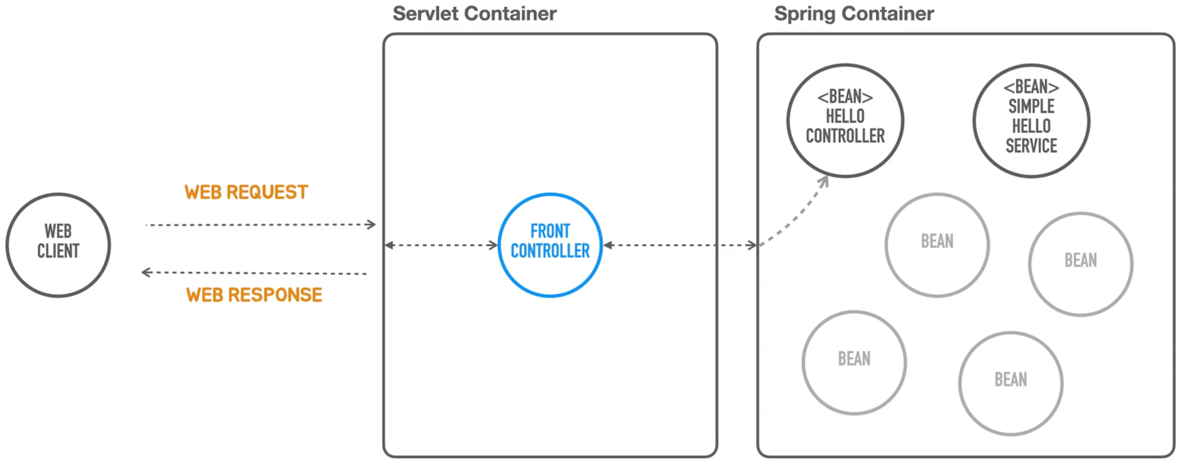 Servlet Container
Spring Container
<BEAN>
HELLO
CONTROLLER
<BEAN>
SIMPLE
HELLO
SERVICE
WEB REQUEST
WEB
CLIENT
FRONT
CONTROLLER
WEB RESPONSE
BEAN
BEAN
BEAN
BEAN